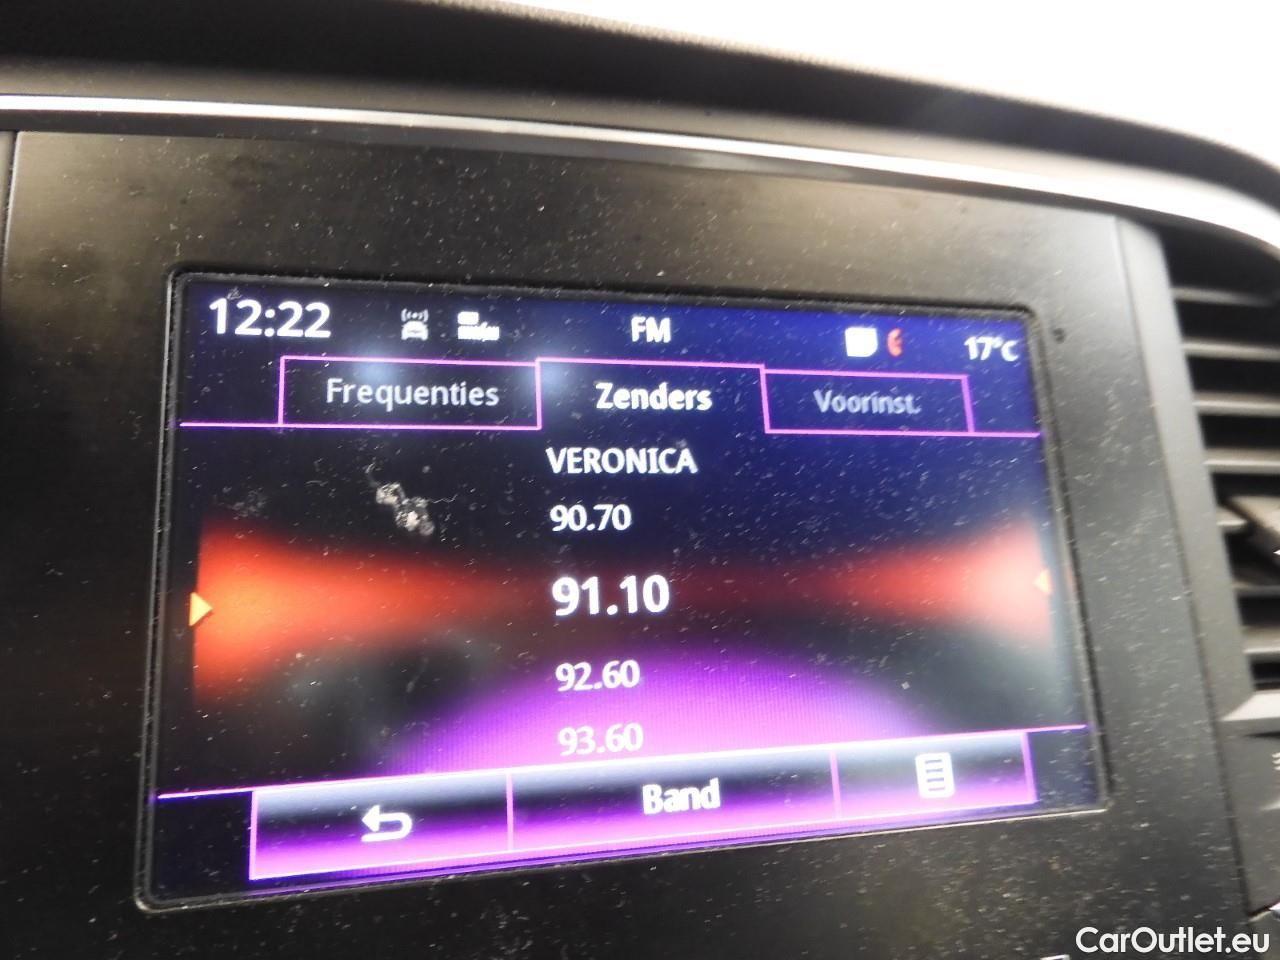 12:22 FM 17°C
Frequenties Zenders Voorinst.
VERONICA
90.70
91.10
92.60
93.60
Band
CarOutlet.eu